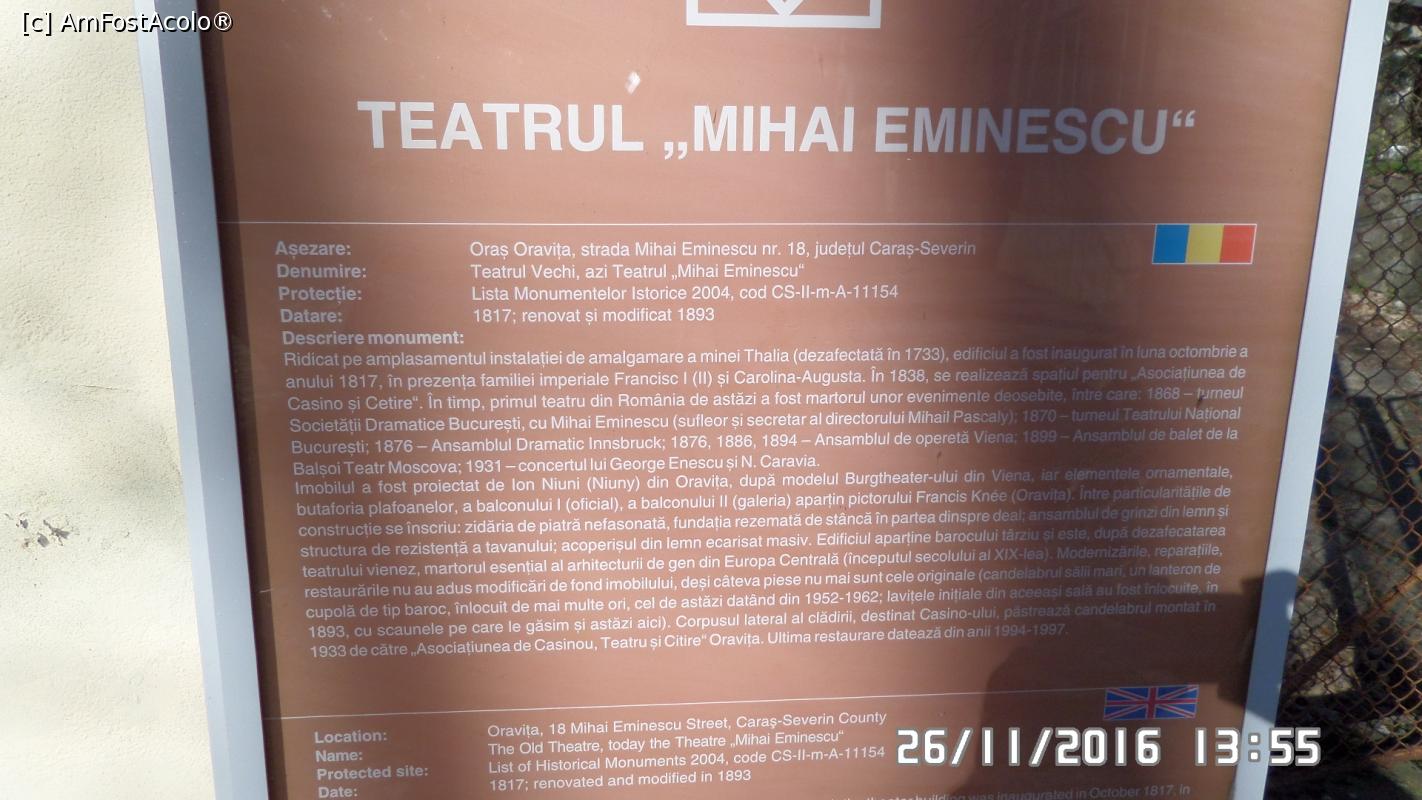 [c] AmFostAcolo®
TEATRUL „MIHAI EMINESCU“
Așezare: Oraș Oravița, strada Mihai Eminescu nr. 18, județul Caraș-Severin
Denumire: Teatrul Vechi, azi Teatrul „Mihai Eminescu“
Protecție: Lista Monumentelor Istorice 2004, cod CS-II-m-A-11154
Datare: 1817; renovat și modificat 1893
Descriere monument:
Ridicat pe amplasamentul instalației de amalgamare a minei Thalia (dezafectată în 1733), edificiul a fost inaugurat în luna octombrie a
anului 1817, în prezența familiei imperiale Francisc I (II) și Carolina-Augusta. În 1838, se realizează spațiul pentru „Asociațiunea de
Casino și Cetire“. În timp, primul teatru din România de astăzi a fost martorul unor evenimente deosebite, între care: 1868 – turneul
Societății Dramatice București, cu Mihai Eminescu (sufleor și secretar al directorului Mihail Pascaly); 1870 – turneul Teatrului Național
București; 1876 – Ansamblul Dramatic Innsbruck; 1876, 1886, 1894 – Ansamblul de operetă Viena; 1899 – Ansamblul de balet de la
Balșoi Teatr Moscova; 1931 – concertul lui George Enescu și N. Caravia.
Imobilul a fost proiectat de Ion Niuni (Niuny) din Oravița, după modelul Burgtheater-ului din Viena, iar elementele ornamentale,
butaforia plafoanelor, a balconului I (oficial), a balconului II (galeria) aparțin pictorului Francis Knée (Oravița). Între particularitățile de
construcție se înscriu: zidăria de piatră nefasonată, fundația rezemată de stâncă în partea dinspre deal; ansamblul de grinzi din lemn și
structura de rezistență a tavanului; acoperișul din lemn ecarisat masiv. Edificiul aparține barocului târziu și este, după dezafectarea
teatrului vienez, martorul esențial al arhitecturii de gen din Europa Centrală (începutul secolului al XIX-lea). Modernizările, reparațiile,
restaurările nu au adus modificări de fond imobilului, deși câteva piese nu mai sunt cele originale (candelabrul sălii mari, un lanteron de
cupolă de tip baroc, înlocuit de mai multe ori, cel de astăzi datând din 1952-1962; lavițele inițiale din aceeași sală au fost înlocuite, în
1893, cu scaunele pe care le găsim și astăzi aici). Corpusul lateral al clădirii, destinat Casino-ului, păstrează candelabrul montat în
1933 de către „Asociațiunea de Casinou, Teatru și Citire“ Oravița. Ultima restaurare datează din anii 1994-1997.
Location: Oravița, 18 Mihai Eminescu Street, Caraș-Severin County
Name: The Old Theatre, today the Theatre „Mihai Eminescu“
Protected site: List of Historical Monuments 2004, code CS-II-m-A-11154
Date: 1817; renovated and modified in 1893
building was inaugurated in October 1817, in
26/11/2016 13:55